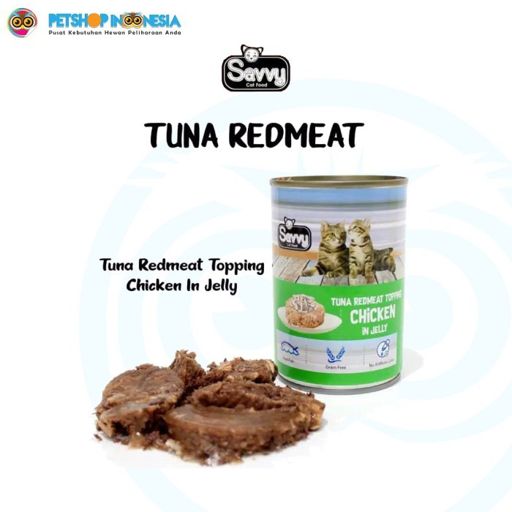 PETSHOP INDONESIA
Pusat Kebutuhan Hewan Peliharaan Anda
Savvy
Cat Food
TUNA REDMEAT
Tuna Redmeat Topping
Chicken In Jelly
Savvy
TUNA REDMEAT TOPPING
CHICKEN
IN JELLY
Grain Free